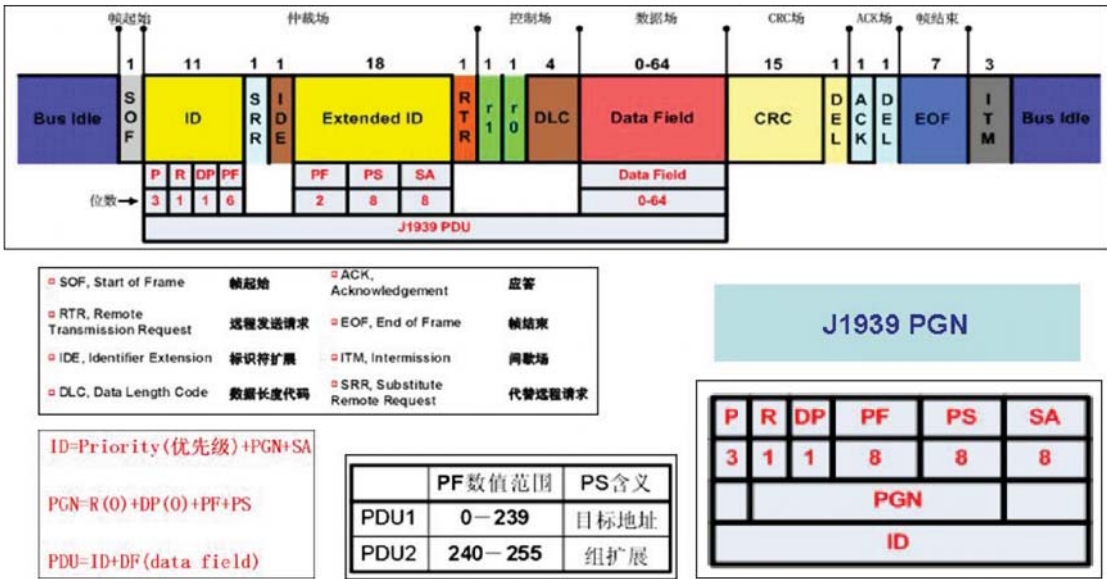 帧起始 仲裁场 控制场 数据场 CRC场 ACK场 帧结束
1 11 1 1 18 1 1 1 4 0-64 15 1 1 1 7 3
Bus Idle SOF ID SRR IDE Extended ID RTR r1 r0 DLC Data Field CRC DEL ACK DEL EOF ITM Bus Idle
P R DP PF PF PS SA Data Field
位数 3 1 1 6 2 8 8 0-64
J1939 PDU
SOF, Start of Frame 帧起始
ACK, Acknowledgement 应答
RTR, Remote Transmission Request 远程发送请求
EOF, End of Frame 帧结束
IDE, Identifier Extension 标识符扩展
ITM, Intermission 间歇场
DLC, Data Length Code 数据长度代码
SRR, Substitute Remote Request 代替远程请求
J1939 PGN
ID=Priority(优先级)+PGN+SA
PGN=R(0)+DP(0)+PF+PS
PDU=ID+DF(data field)
PF数值范围 PS含义
PDU1 0－239 目标地址
PDU2 240－255 组扩展
P R DP PF PS SA
3 1 1 8 8 8
PGN
ID